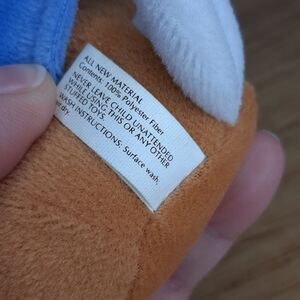 ALL NEW MATERIAL
Contents: 100% Polyester Fiber
NEVER LEAVE CHILD UNATTENDED
WHILE USING THIS OR ANY OTHER
STUFFED TOYS.
WASH INSTRUCTIONS: Surface wash,
dry.